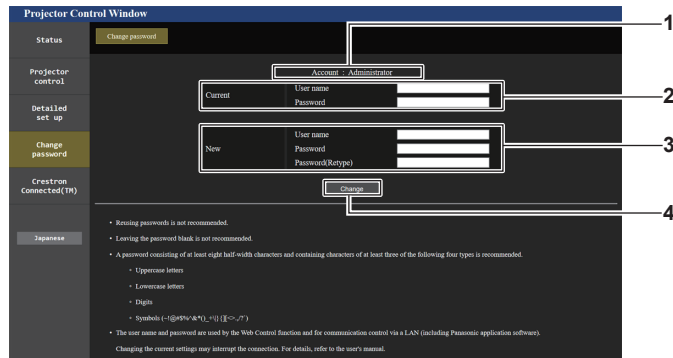 Projector Control Window
1
Status
Change password
Account : Administrator
Projector
control
Current
User name
Password
2
Detailed
set up
New
User name
Password
Password(Retype)
3
Change
password
Change
4
Crestron
Connected(TM)
Japanese
• Reusing passwords is not recommended.
• Leaving the password blank is not recommended.
• A password consisting of at least eight half-width characters and containing characters of at least three of the following four types is recommended.
• Uppercase letters
• Lowercase letters
• Digits
• Symbols
• The user name and password are used by the Web Control function and for communication control via a LAN (including Panasonic application software).
Changing the current settings may interrupt the connection. For details, refer to the user's manual.